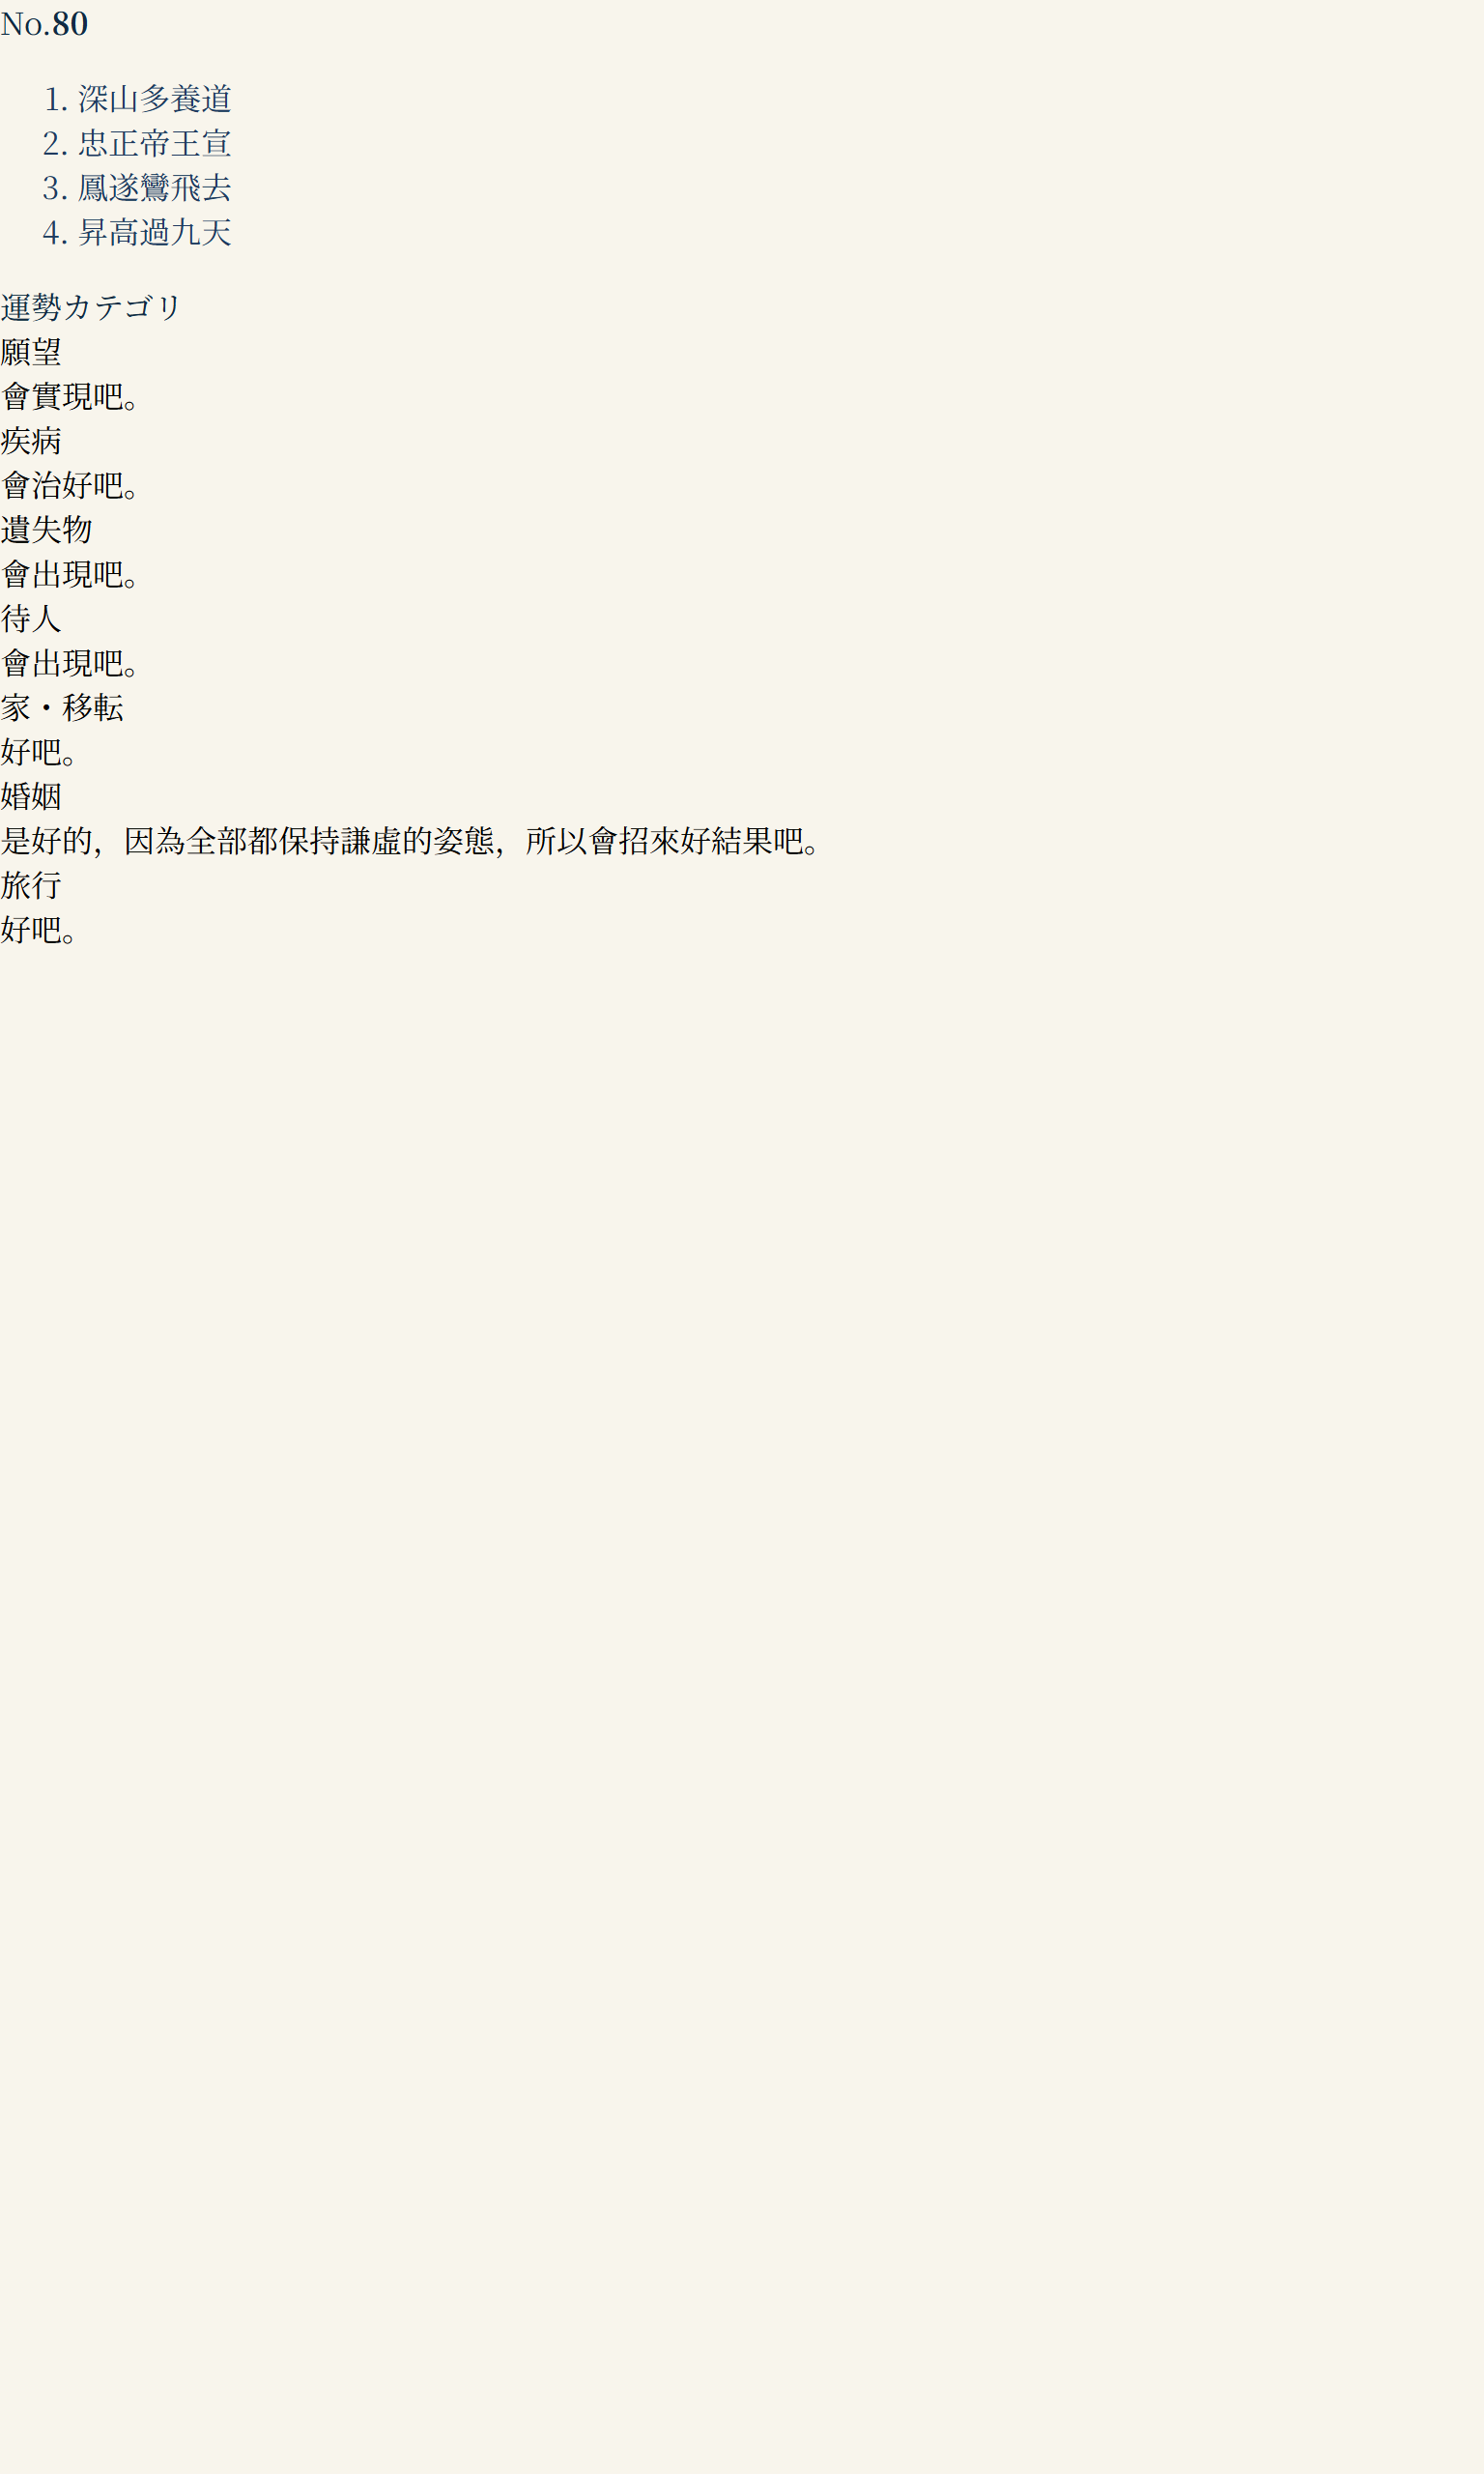 No.80
1. 深山多養道
2. 忠正帝王宣
3. 鳳遂鸞飛去
4. 昇高過九天
運勢カテゴリ
願望
會實現吧。
疾病
會治好吧。
遺失物
會出現吧。
待人
會出現吧。
家・移転
好吧。
婚姻
是好的，因為全部都保持謙虛的姿態，所以會招來好結果吧。
旅行
好吧。